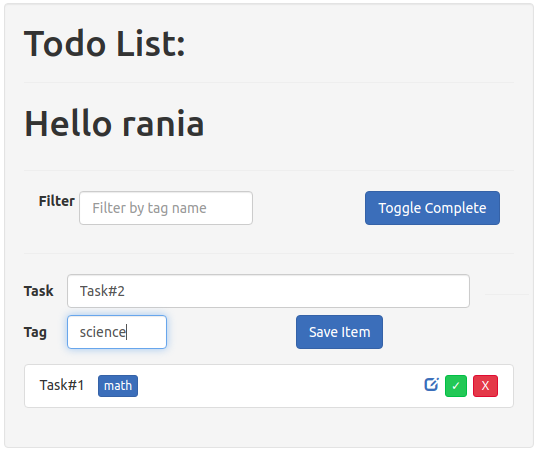 Todo List:
Hello rania
Filter Filter by tag name Toggle Complete
Task Task#2
Tag science Save Item
Task#1 math ✓ X